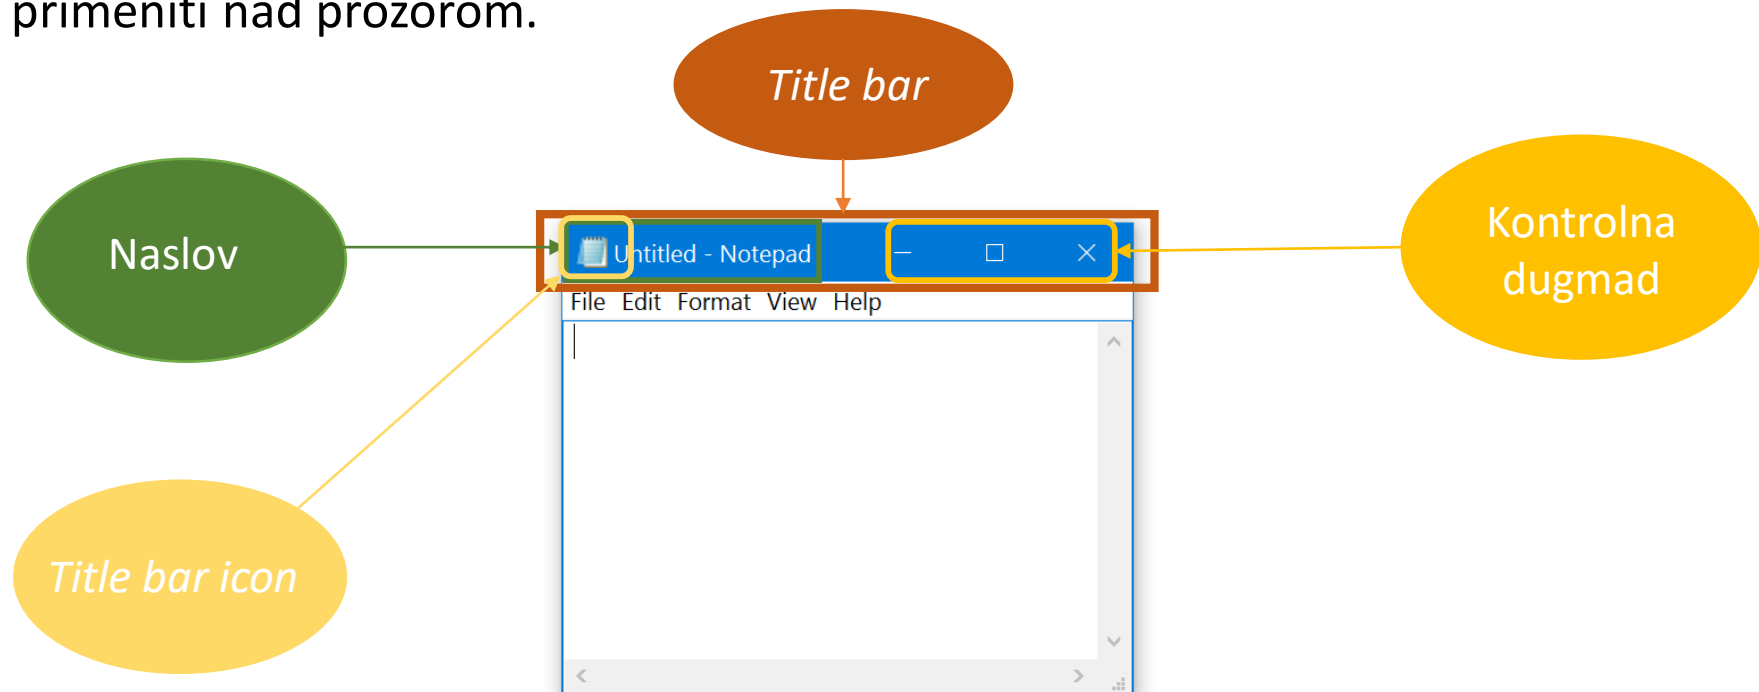 primeniti nad prozorom.
Title bar
Naslov
Kontrolna
dugmad
Untitled - Notepad
File Edit Format View Help
Title bar icon